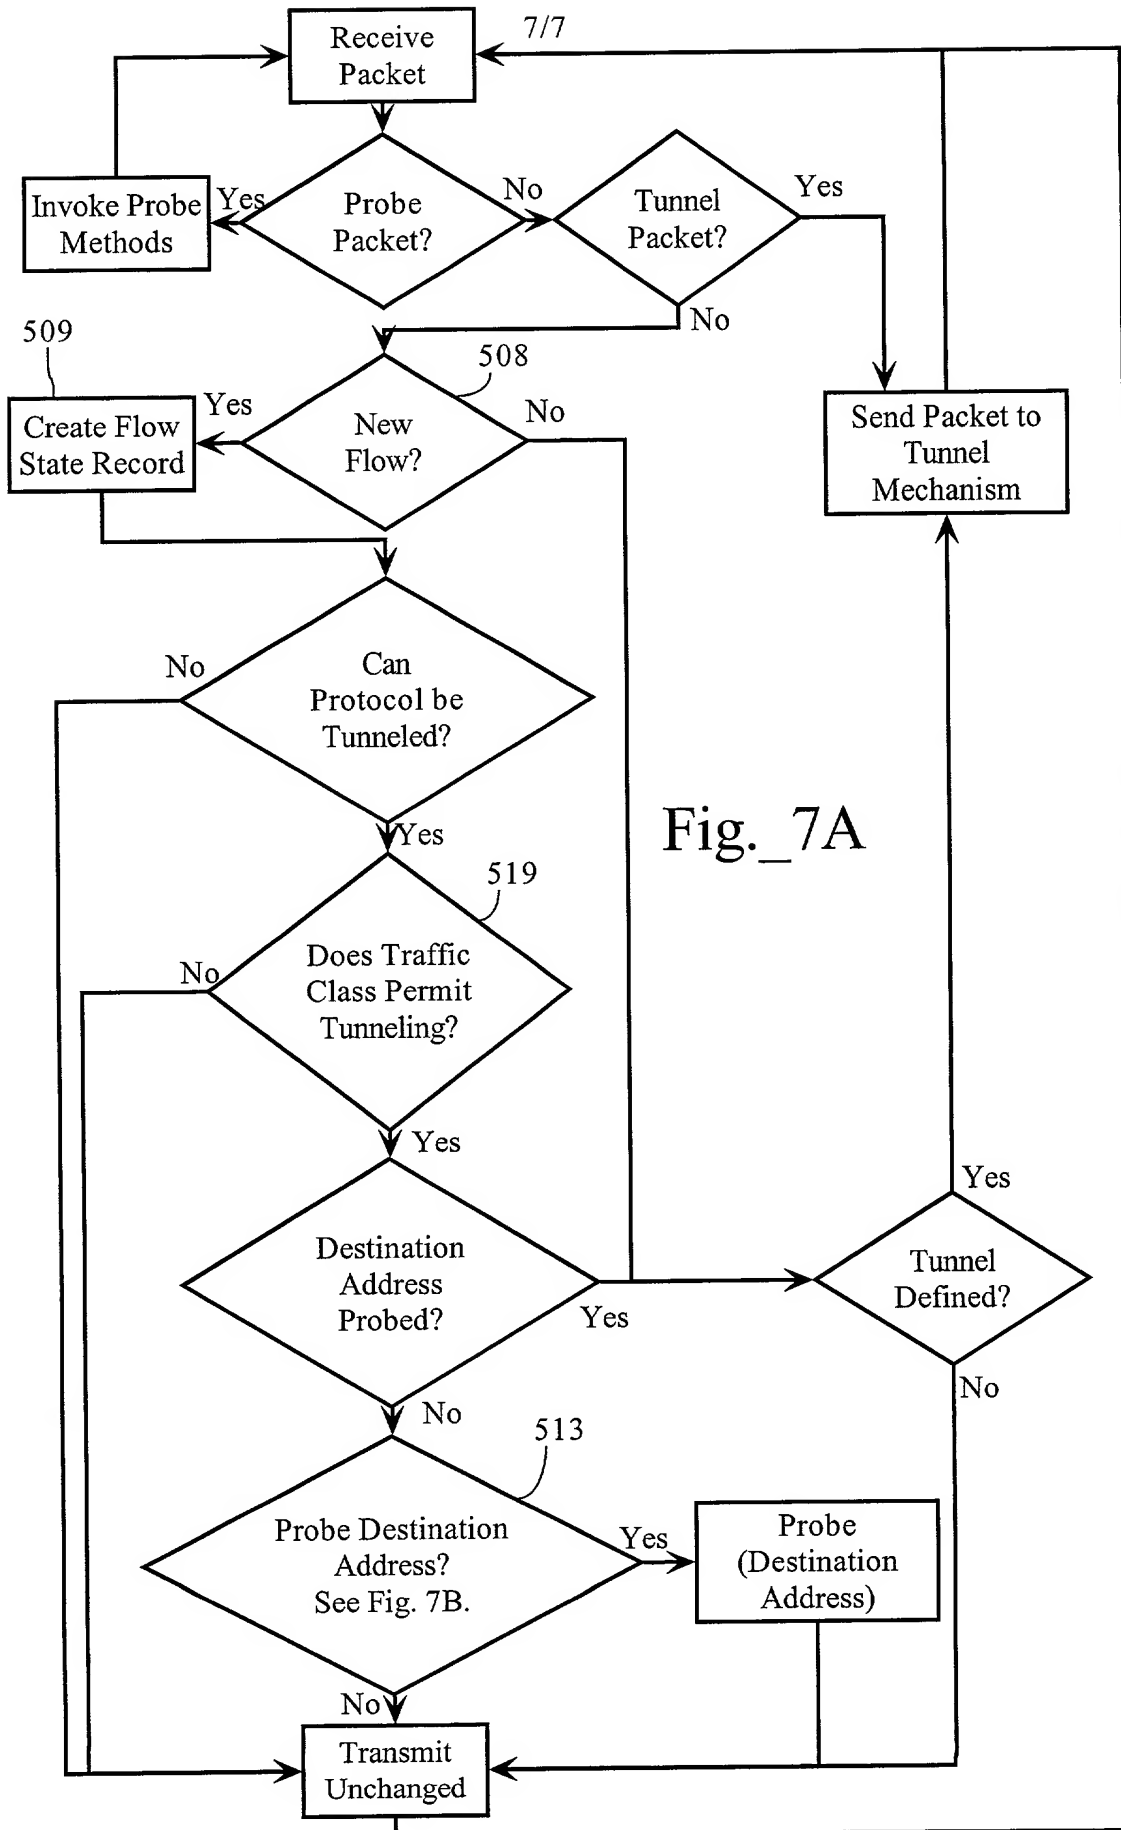 7/7
Receive
Packet
Invoke Probe
Methods
Yes
Probe
Packet?
No
Tunnel
Packet?
Yes
No
509
Create Flow
State Record
Yes
New
Flow?
508
No
Send Packet to
Tunnel
Mechanism
No
Can
Protocol be
Tunneled?
Yes
Fig._7A
519
No
Does Traffic
Class Permit
Tunneling?
Yes
Destination
Address
Probed?
Yes
Yes
Tunnel
Defined?
No
No
513
Probe Destination
Address?
See Fig. 7B.
Yes
Probe
(Destination
Address)
No
Transmit
Unchanged